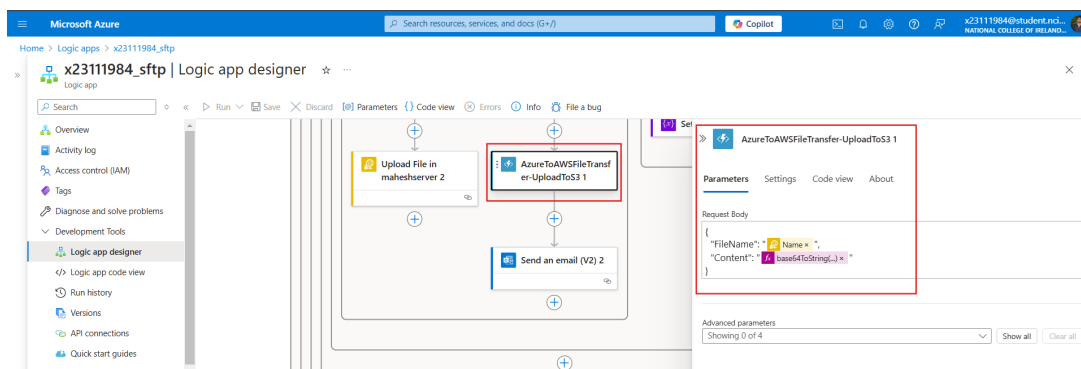 Microsoft Azure
Search resources, services, and docs (G+/)
Copilot
x23111984@student.nci...
NATIONAL COLLEGE OF IRELAND...
Home > Logic apps > x23111984_sftp
x23111984_sftp | Logic app designer
Logic app
Search
Run
Save
Discard
Parameters
Code view
Errors
Info
File a bug
Overview
Activity log
Access control (IAM)
Tags
Diagnose and solve problems
Development Tools
Logic app designer
Logic app code view
Run history
Versions
API connections
Quick start guides
Upload File in
maheshserver 2
AzureToAWSFileTransf
er-UploadToS3 1
Send an email (V2) 2
AzureToAWSFileTransfer-UploadToS3 1
Parameters Settings Code view About
Request Body
{
"FileName": " Name × ",
"Content": " fx base64ToString(...) × "
}
Advanced parameters
Showing 0 of 4
Show all
Clear all